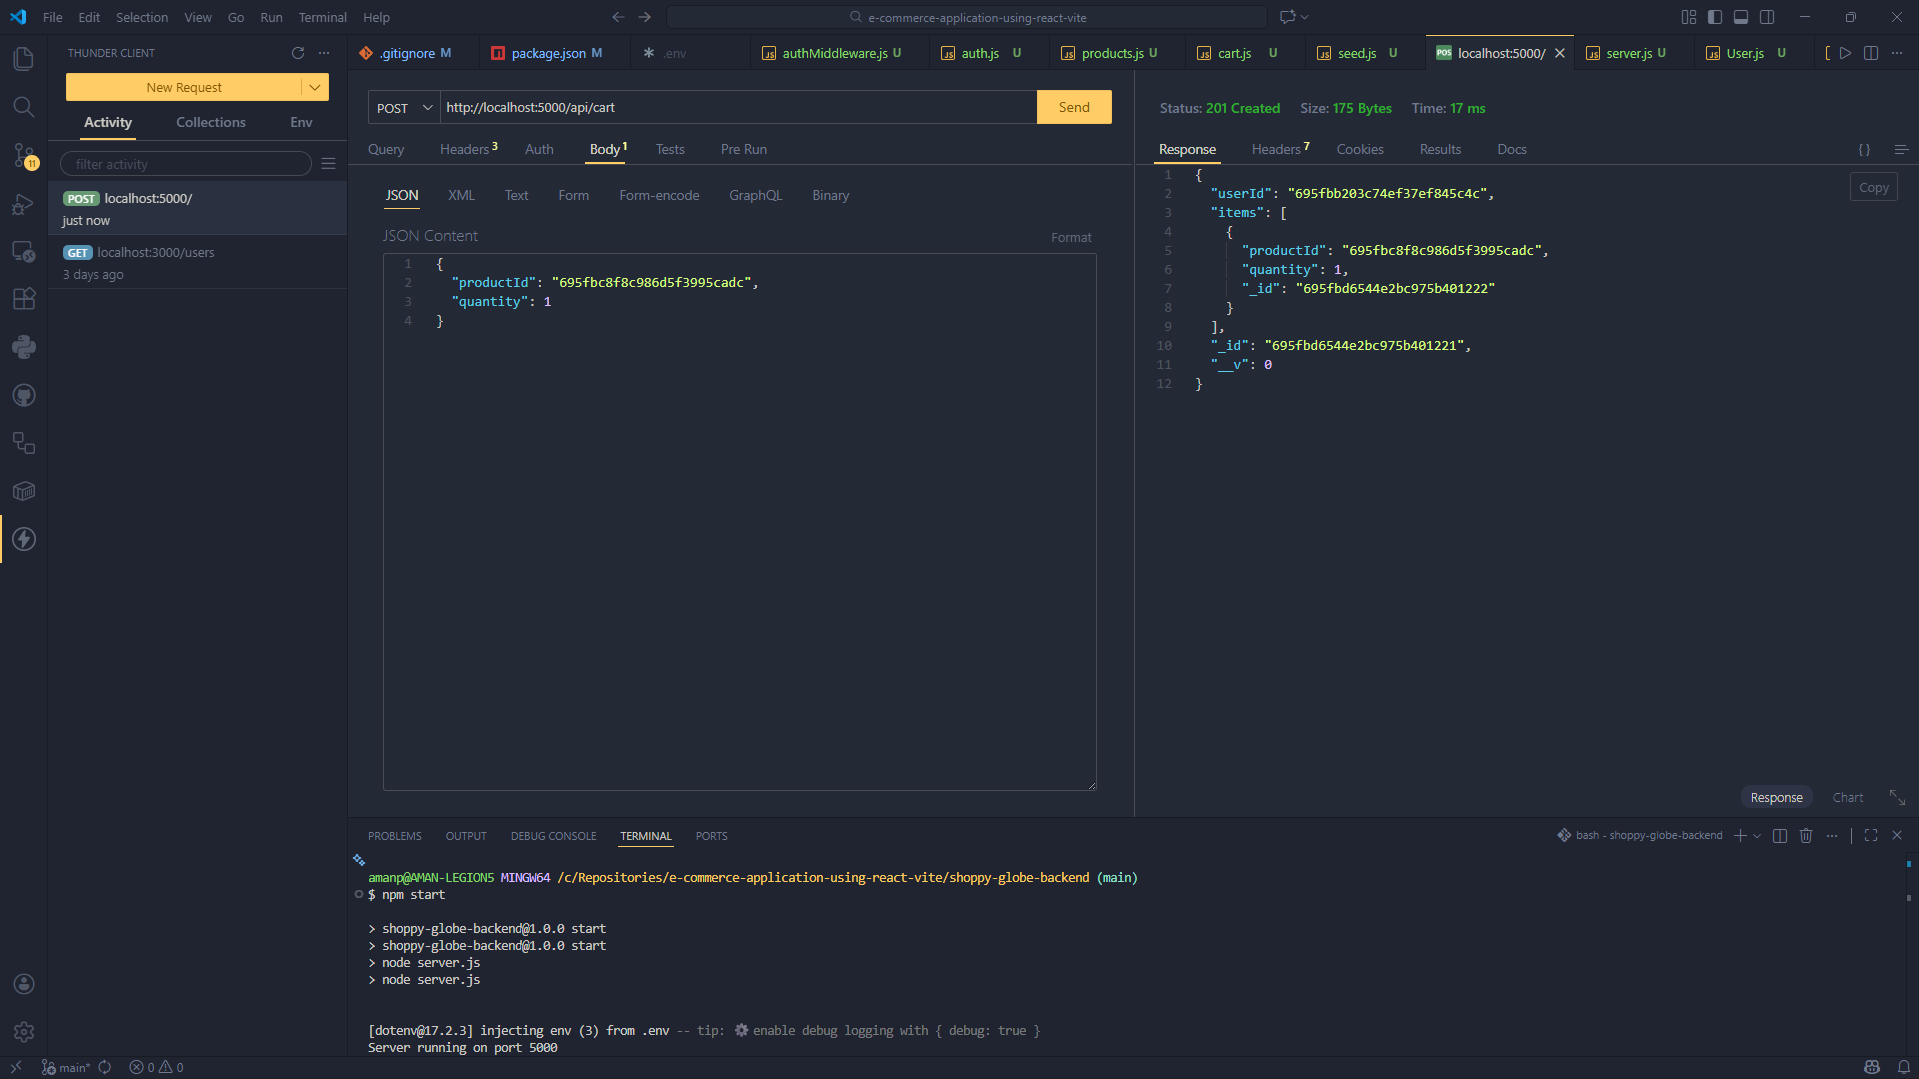 File Edit Selection View Go Run Terminal Help
e-commerce-application-using-react-vite
THUNDER CLIENT
New Request
Activity Collections Env
filter activity
11
POST localhost:5000/
just now
GET localhost:3000/users
3 days ago
.gitignore M
package.json M
.env
JS authMiddleware.js U
JS auth.js U
JS products.js U
JS cart.js U
JS seed.js U
POS localhost:5000/
JS server.js U
JS User.js U
POST http://localhost:5000/api/cart Send
Query Headers 3 Auth Body 1 Tests Pre Run
JSON XML Text Form Form-encode GraphQL Binary
JSON Content Format
1 {
2 "productId": "695fbc8f8c986d5f3995cadc",
3 "quantity": 1
4 }
Status: 201 Created Size: 175 Bytes Time: 17 ms
Response Headers 7 Cookies Results Docs {}
Copy
1 {
2 "userId": "695fbb203c74ef37ef845c4c",
3 "items": [
4 {
5 "productId": "695fbc8f8c986d5f3995cadc",
6 "quantity": 1,
7 "_id": "695fbd6544e2bc975b401222"
8 }
9 ],
10 "_id": "695fbd6544e2bc975b401221",
11 "__v": 0
12 }
Response Chart
PROBLEMS OUTPUT DEBUG CONSOLE TERMINAL PORTS
bash - shoppy-globe-backend
amanp@AMAN-LEGION5 MINGW64 /c/Repositories/e-commerce-application-using-react-vite/shoppy-globe-backend (main)
$ npm start
> shoppy-globe-backend@1.0.0 start
> shoppy-globe-backend@1.0.0 start
> node server.js
> node server.js
[dotenv@17.2.3] injecting env (3) from .env -- tip: ⚙️ enable debug logging with { debug: true }
Server running on port 5000
main* 0 0